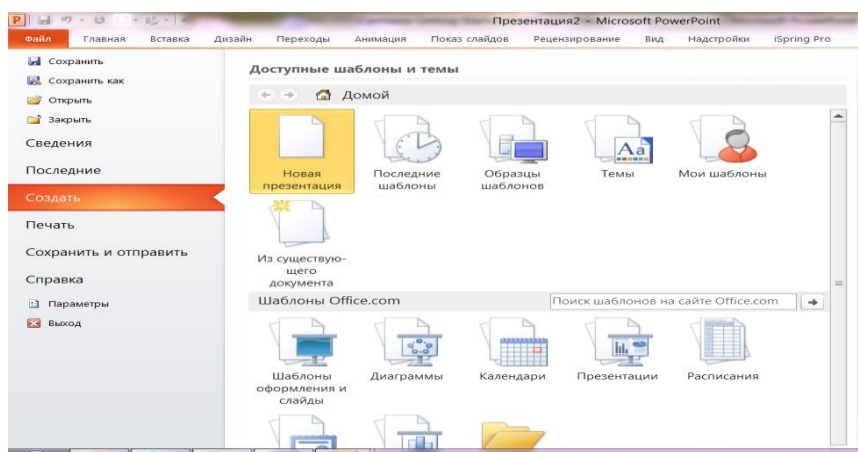 Презентация2 - Microsoft PowerPoint
Файл Главная Вставка Дизайн Переходы Анимация Показ слайдов Рецензирование Вид Надстройки iSpring Pro
Сохранить
Сохранить как
Открыть
Закрыть
Сведения
Последние
Создать
Печать
Сохранить и отправить
Справка
Параметры
Выход
Доступные шаблоны и темы
Домой
Новая
презентация
Последние
шаблоны
Образцы
шаблонов
Темы
Мои шаблоны
Из существую-
щего
документа
Шаблоны Office.com
Поиск шаблонов на сайте Office.com
Шаблоны
оформления и
слайды
Диаграммы
Календари
Презентации
Расписания